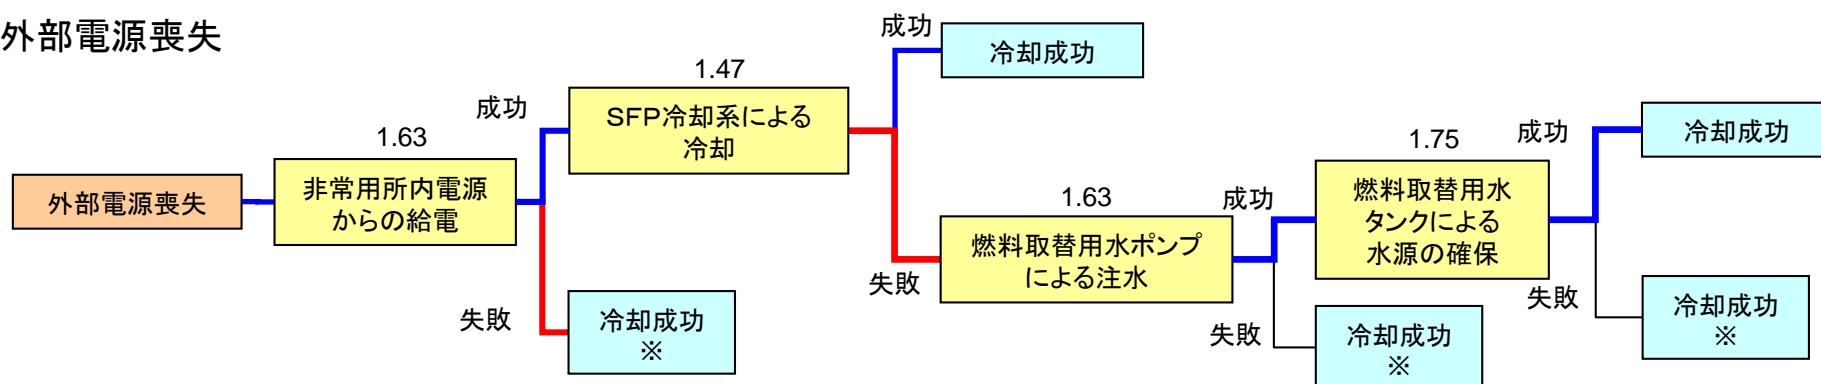 外部電源喪失
外部電源喪失
1.63
非常用所内電源
からの給電
成功
失敗
1.47
SFP冷却系による
冷却
冷却成功
※
成功
失敗
冷却成功
1.63
燃料取替用水ポンプ
による注水
成功
失敗
1.75
燃料取替用水
タンクによる
水源の確保
冷却成功
※
成功
失敗
冷却成功
冷却成功
※